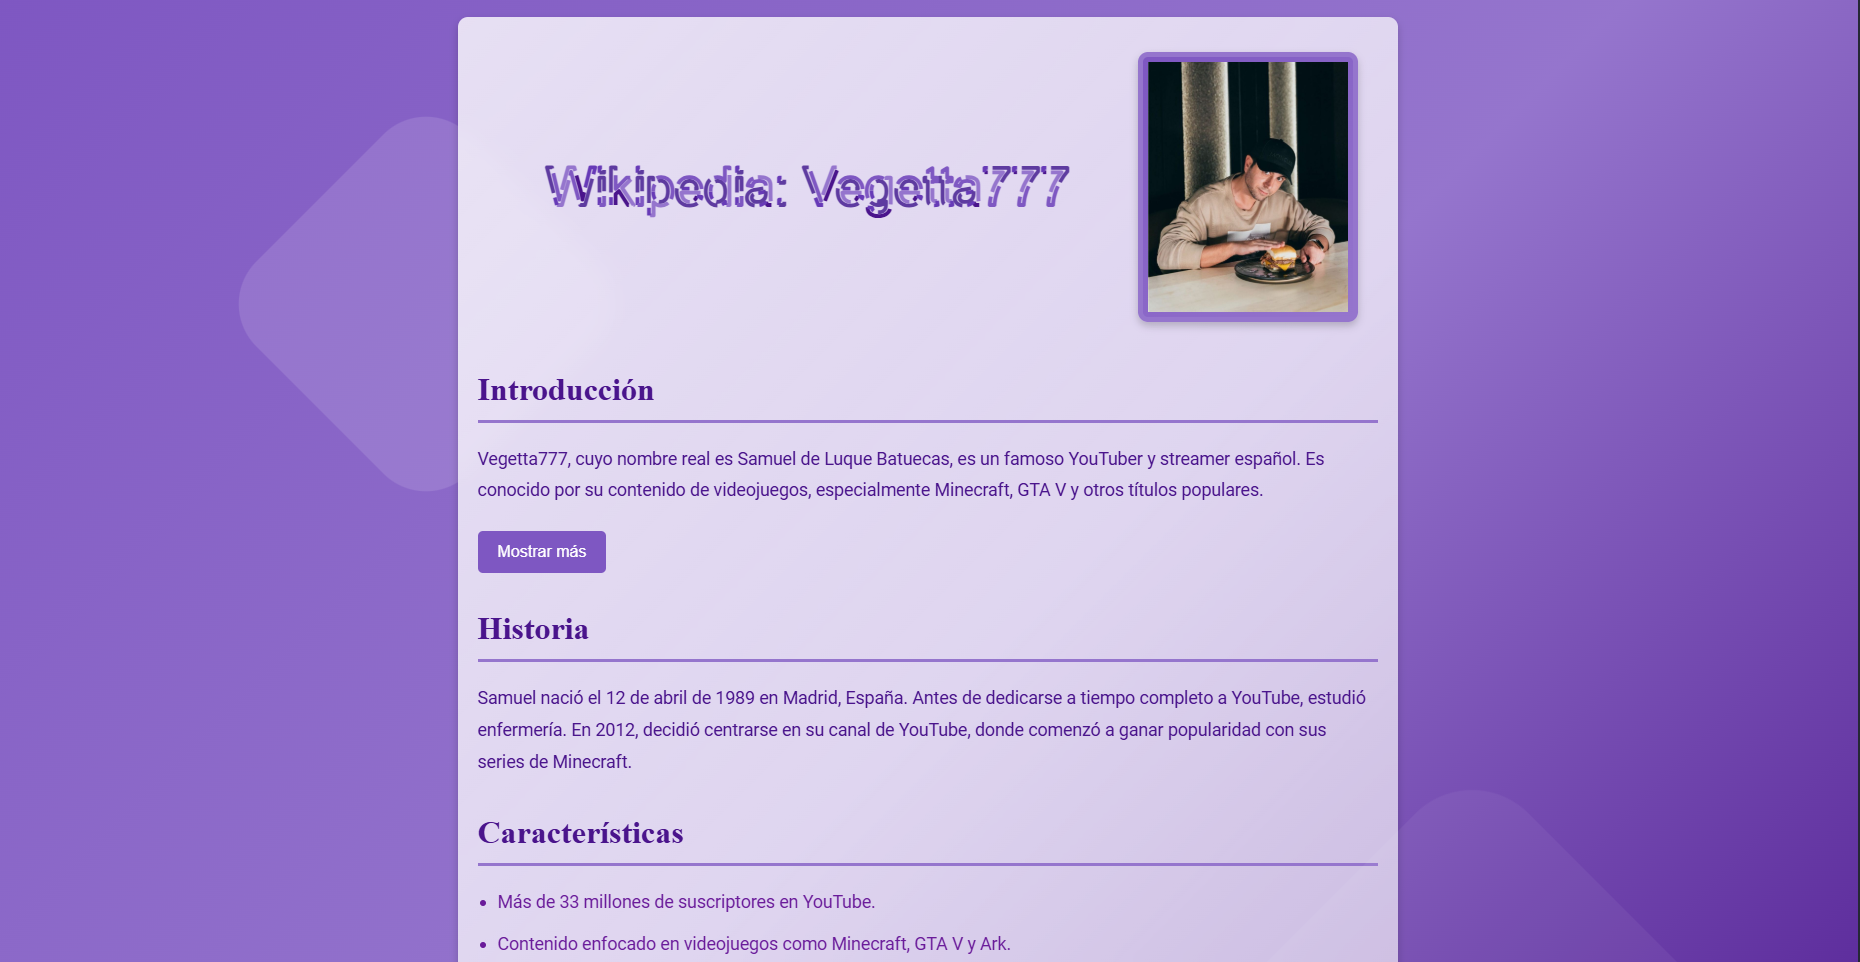 Wikipedia: Vegetta777
Introducción
Vegetta777, cuyo nombre real es Samuel de Luque Batuecas, es un famoso YouTuber y streamer español. Es
conocido por su contenido de videojuegos, especialmente Minecraft, GTA V y otros títulos populares.
Mostrar más
Historia
Samuel nació el 12 de abril de 1989 en Madrid, España. Antes de dedicarse a tiempo completo a YouTube, estudió
enfermería. En 2012, decidió centrarse en su canal de YouTube, donde comenzó a ganar popularidad con sus
series de Minecraft.
Características
• Más de 33 millones de suscriptores en YouTube.
• Contenido enfocado en videojuegos como Minecraft, GTA V y Ark.